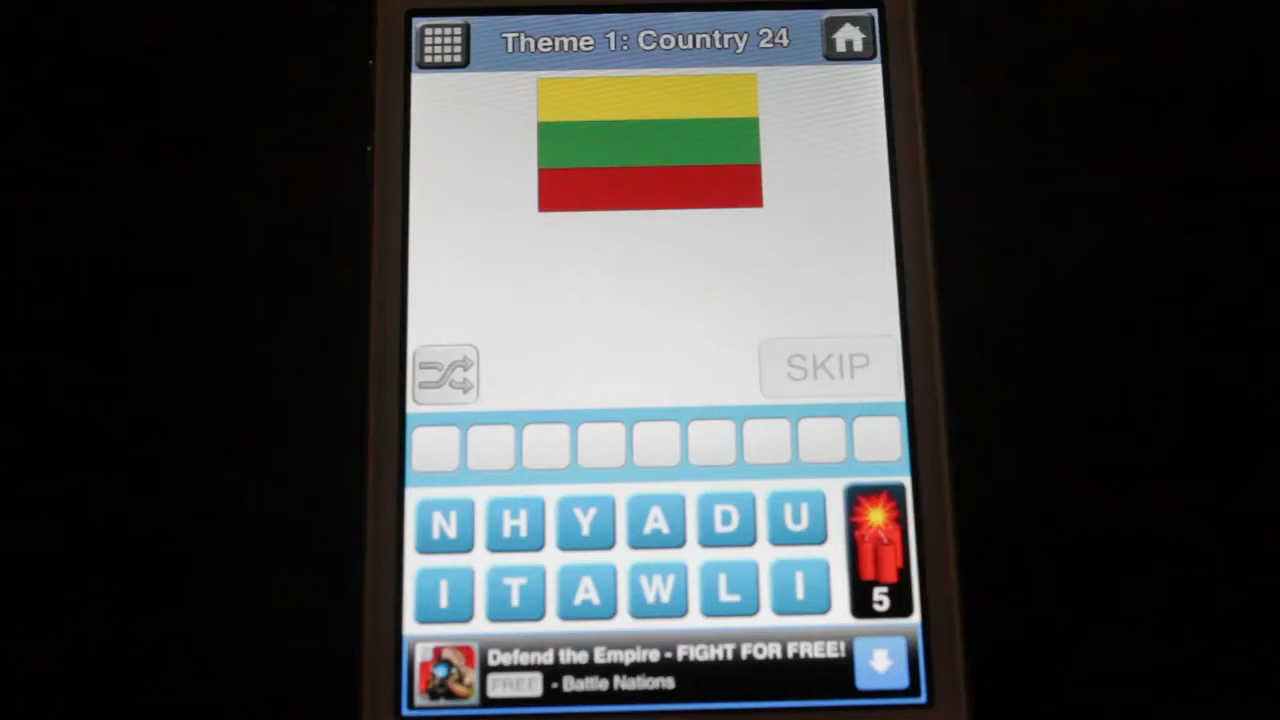 Theme 1: Country 24
SKIP
N H Y A D U
I T A W L I
5
Defend the Empire - FIGHT FOR FREE!
FREE - Battle Nations